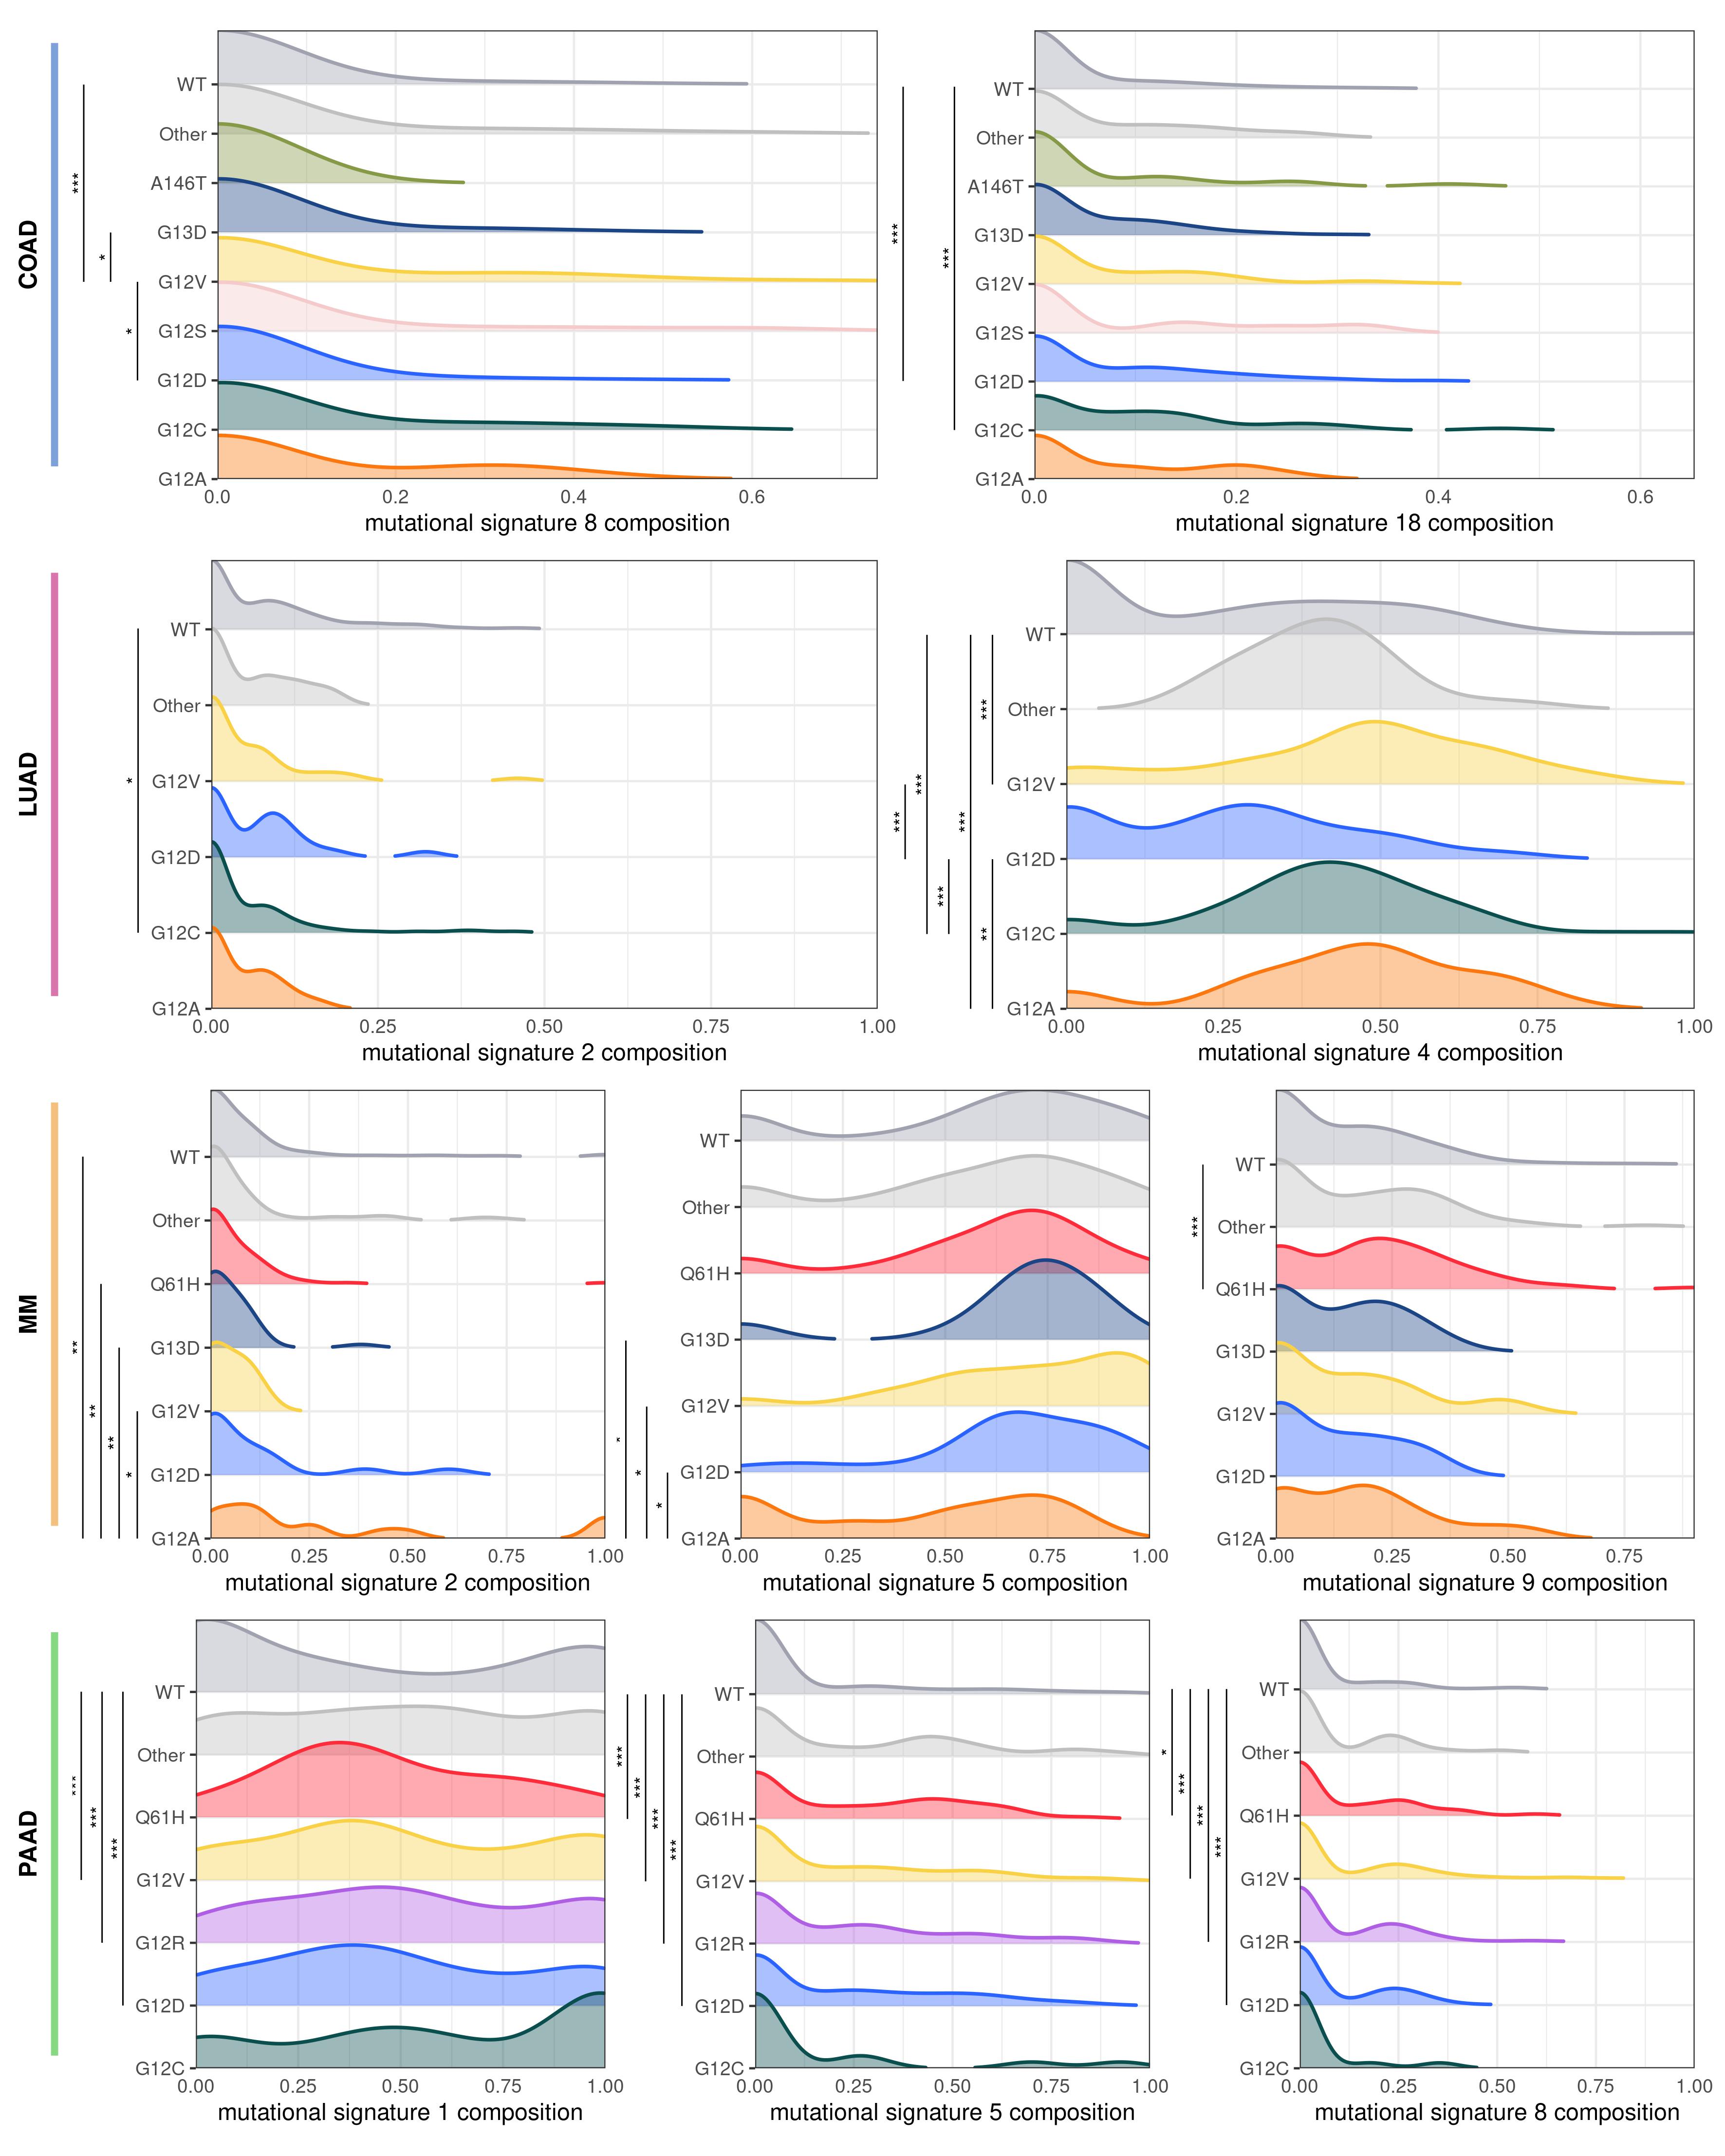 COAD
WT
Other
A146T
G13D
G12V
G12S
G12D
G12C
G12A
***
*
*
0.0 0.2 0.4 0.6
mutational signature 8 composition
WT
Other
A146T
G13D
G12V
G12S
G12D
G12C
G12A
***
***
0.0 0.2 0.4 0.6
mutational signature 18 composition
LUAD
WT
Other
G12V
G12D
G12C
G12A
*
0.00 0.25 0.50 0.75 1.00
mutational signature 2 composition
WT
Other
G12V
G12D
G12C
G12A
***
***
***
***
***
**
0.00 0.25 0.50 0.75 1.00
mutational signature 4 composition
MM
WT
Other
Q61H
G13D
G12V
G12D
G12A
**
**
**
*
0.00 0.25 0.50 0.75 1.00
mutational signature 2 composition
WT
Other
Q61H
G13D
G12V
G12D
G12A
*
*
*
0.00 0.25 0.50 0.75 1.00
mutational signature 5 composition
WT
Other
Q61H
G13D
G12V
G12D
G12A
***
0.00 0.25 0.50 0.75
mutational signature 9 composition
PAAD
WT
Other
Q61H
G12V
G12R
G12D
G12C
***
***
***
0.00 0.25 0.50 0.75 1.00
mutational signature 1 composition
WT
Other
Q61H
G12V
G12R
G12D
G12C
***
***
***
***
0.00 0.25 0.50 0.75 1.00
mutational signature 5 composition
WT
Other
Q61H
G12V
G12R
G12D
G12C
*
***
***
***
0.00 0.25 0.50 0.75 1.00
mutational signature 8 composition